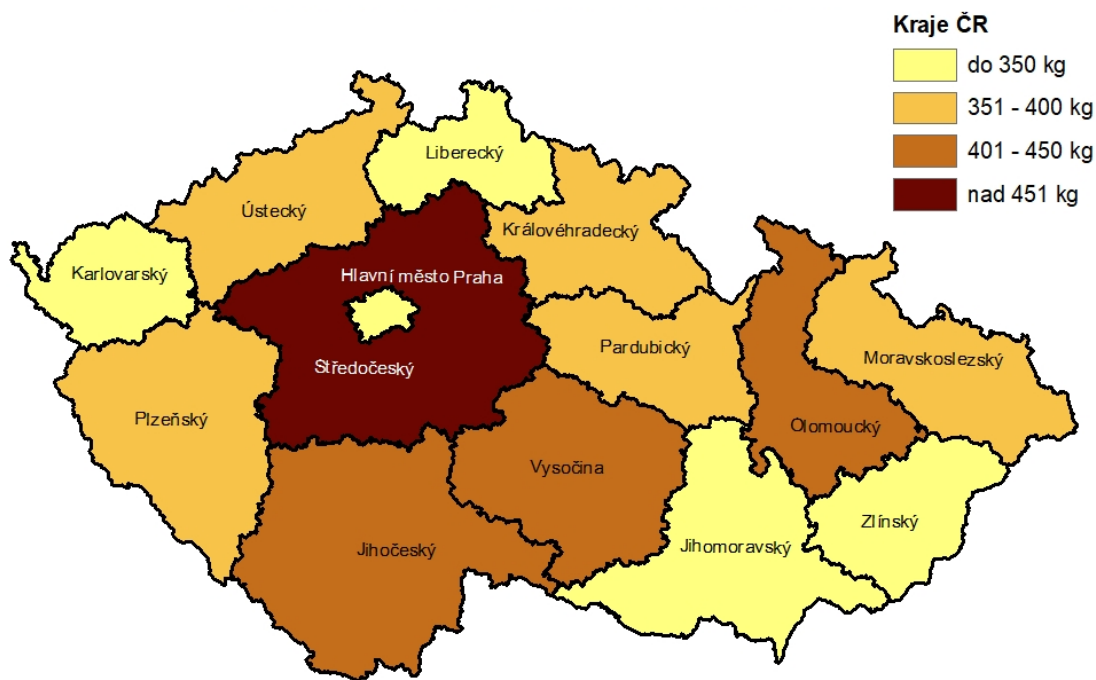 Kraje ČR
do 350 kg
351 - 400 kg
401 - 450 kg
nad 451 kg
Liberecký
Ústecký
Královéhradecký
Karlovarský
Hlavní město Praha
Pardubický
Moravskoslezský
Středočeský
Plzeňský
Olomoucký
Vysočina
Zlínský
Jihočeský
Jihomoravský